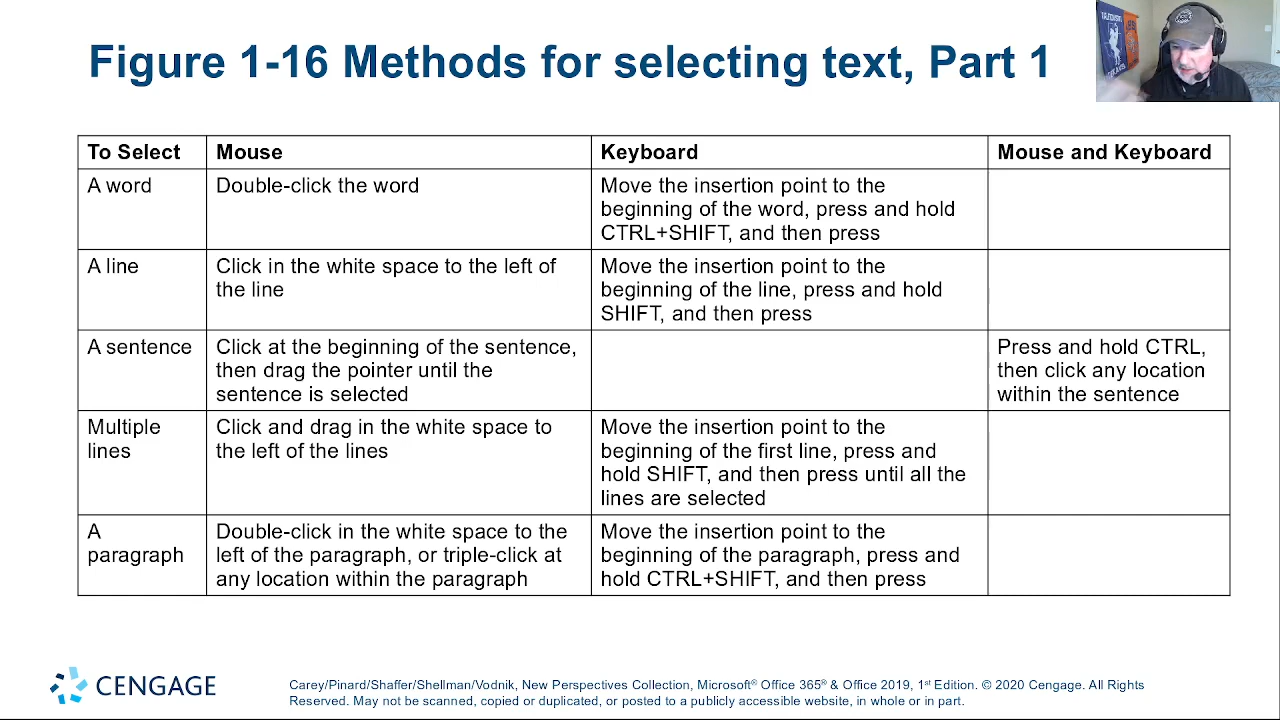 Figure 1-16 Methods for selecting text, Part 1
To Select Mouse Keyboard Mouse and Keyboard
A word Double-click the word Move the insertion point to the
beginning of the word, press and hold
CTRL+SHIFT, and then press
A line Click in the white space to the left of
the line
Move the insertion point to the
beginning of the line, press and hold
SHIFT, and then press
A sentence Click at the beginning of the sentence,
then drag the pointer until the
sentence is selected
Press and hold CTRL,
then click any location
within the sentence
Multiple
lines
Click and drag in the white space to
the left of the lines
Move the insertion point to the
beginning of the first line, press and
hold SHIFT, and then press until all the
lines are selected
A
paragraph
Double-click in the white space to the
left of the paragraph, or triple-click at
any location within the paragraph
Move the insertion point to the
beginning of the paragraph, press and
hold CTRL+SHIFT, and then press
CENGAGE
Carey/Pinard/Shaffer/Shellman/Vodnik, New Perspectives Collection, Microsoft® Office 365® & Office 2019, 1st Edition. © 2020 Cengage. All Rights
Reserved. May not be scanned, copied or duplicated, or posted to a publicly accessible website, in whole or in part.